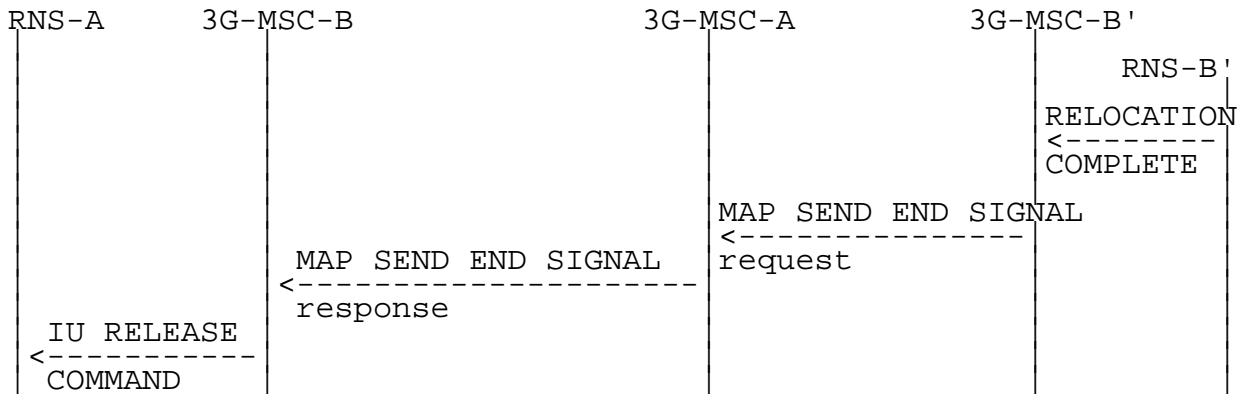 RNS-A 3G-MSC-B 3G-MSC-A 3G-MSC-B'
RNS-B'
RELOCATION
COMPLETE
MAP SEND END SIGNAL
request
MAP SEND END SIGNAL
response
IU RELEASE
COMMAND